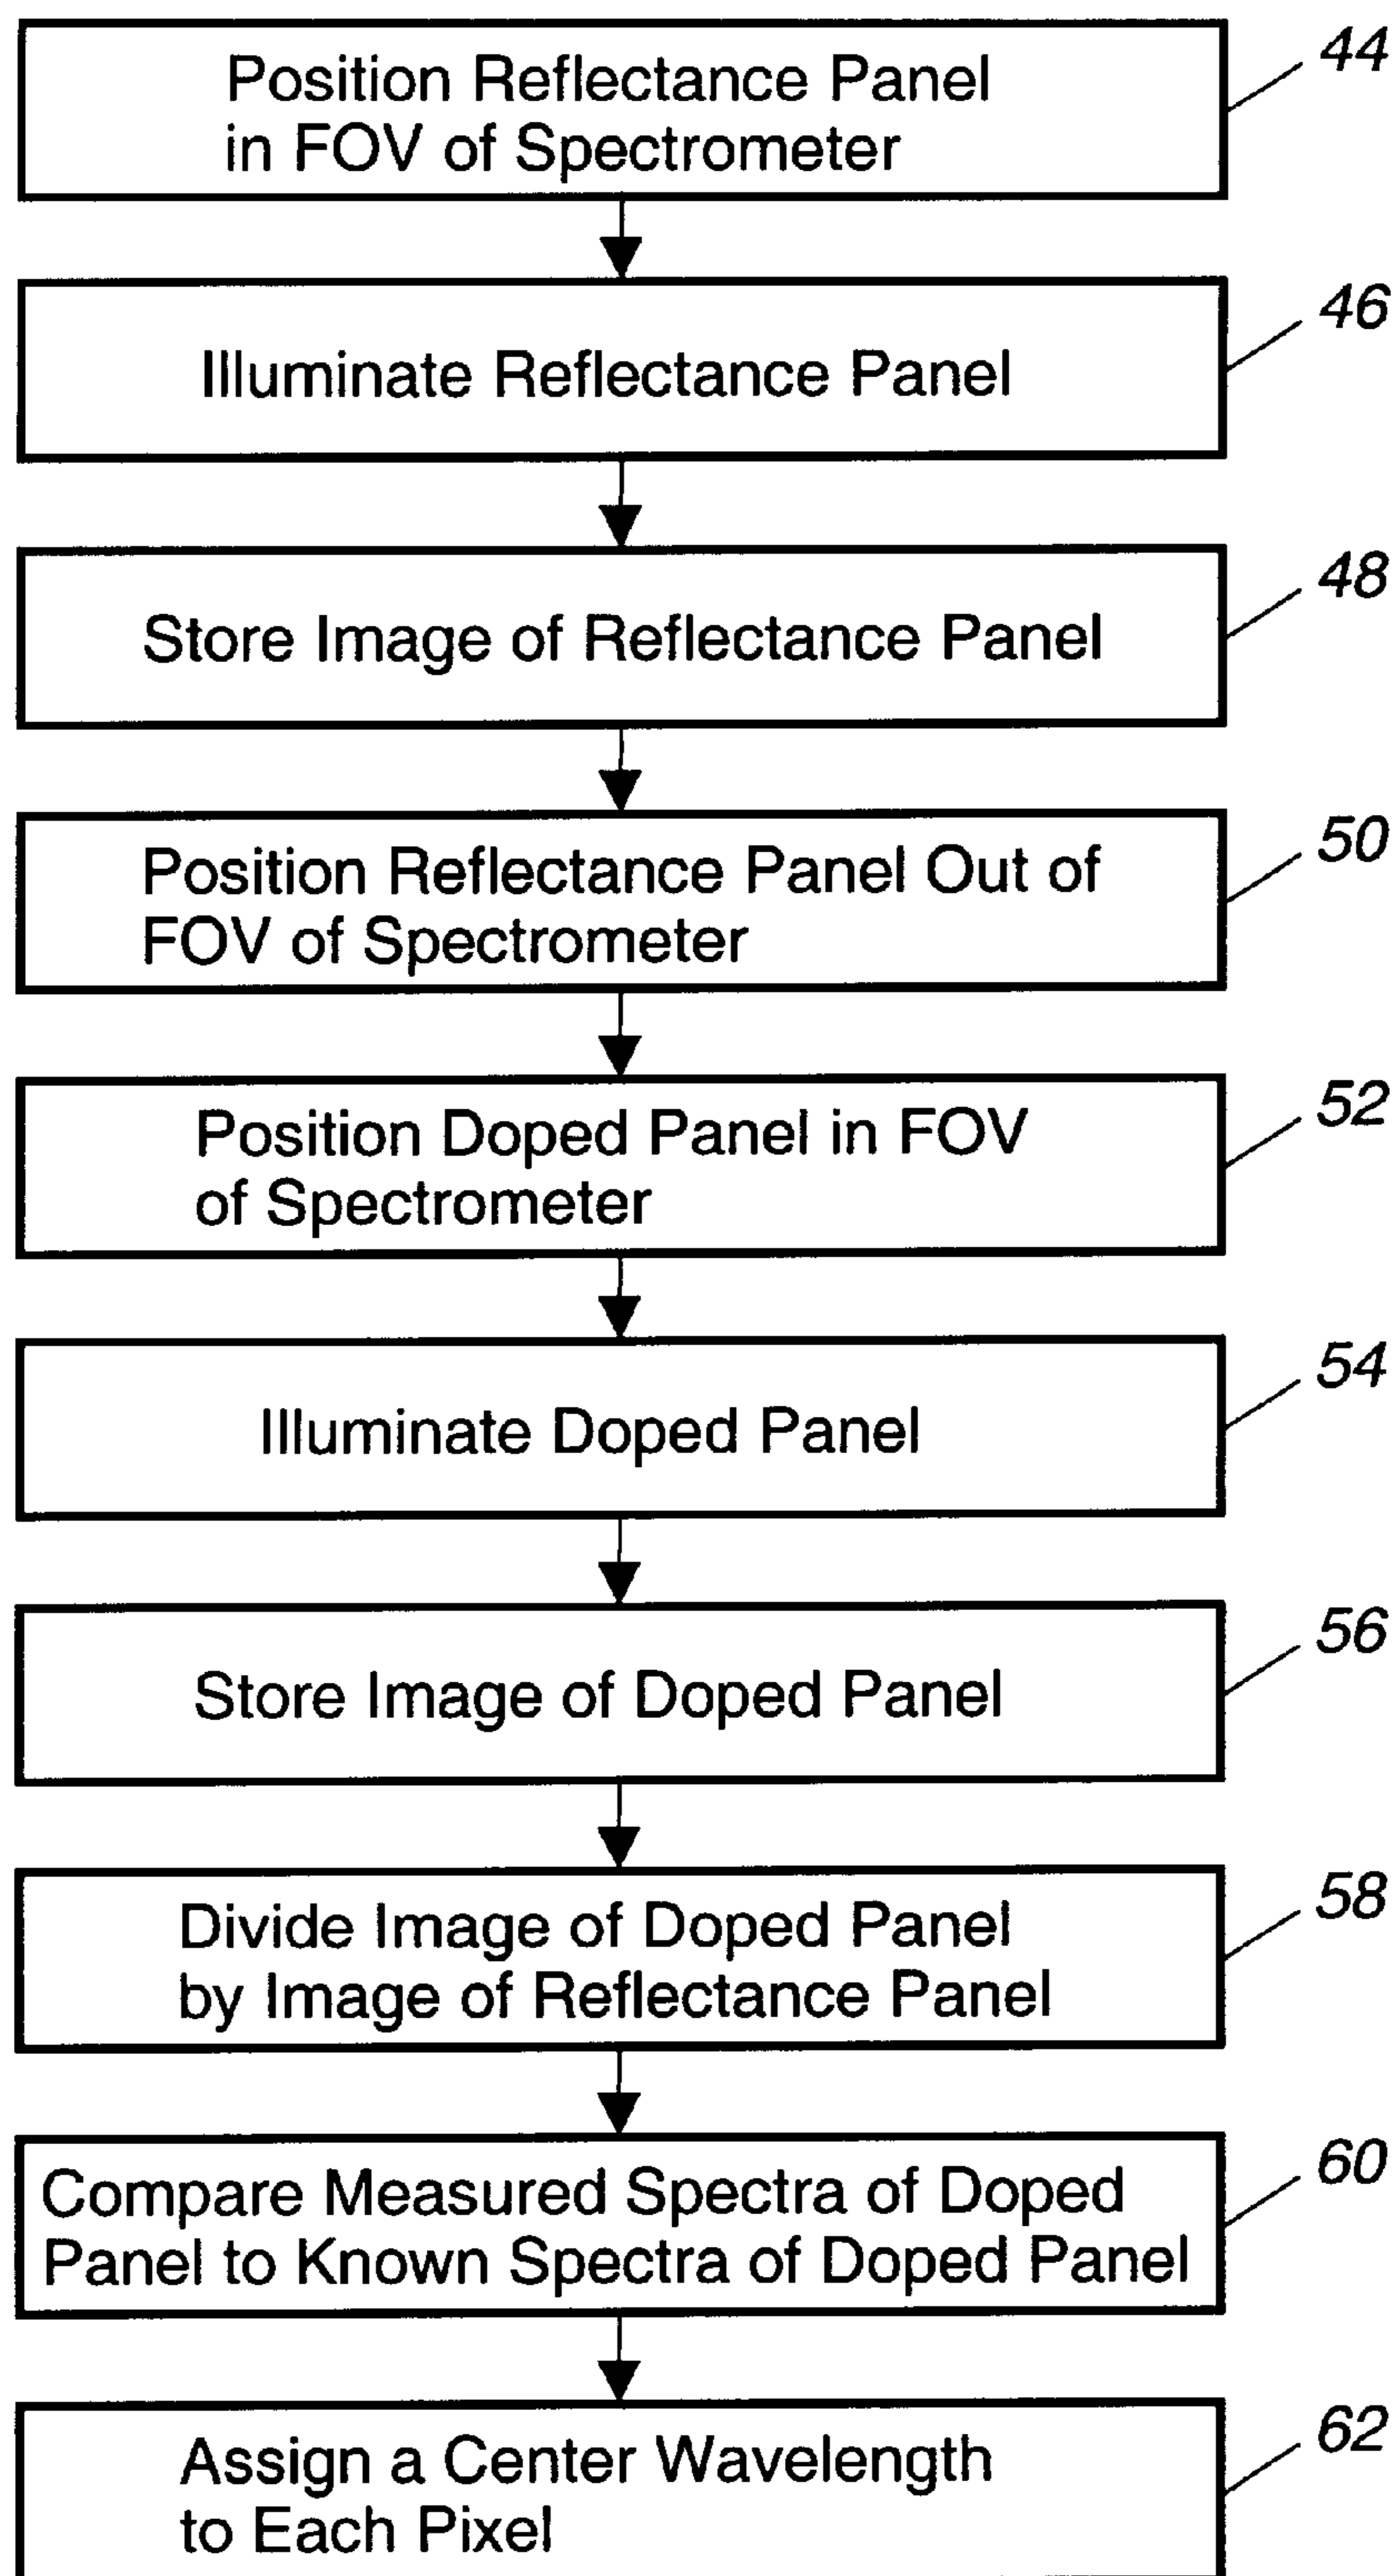 Position Reflectance Panel
in FOV of Spectrometer
44
Illuminate Reflectance Panel
46
Store Image of Reflectance Panel
48
Position Reflectance Panel Out of
FOV of Spectrometer
50
Position Doped Panel in FOV
of Spectrometer
52
Illuminate Doped Panel
54
Store Image of Doped Panel
56
Divide Image of Doped Panel
by Image of Reflectance Panel
58
Compare Measured Spectra of Doped
Panel to Known Spectra of Doped Panel
60
Assign a Center Wavelength
to Each Pixel
62